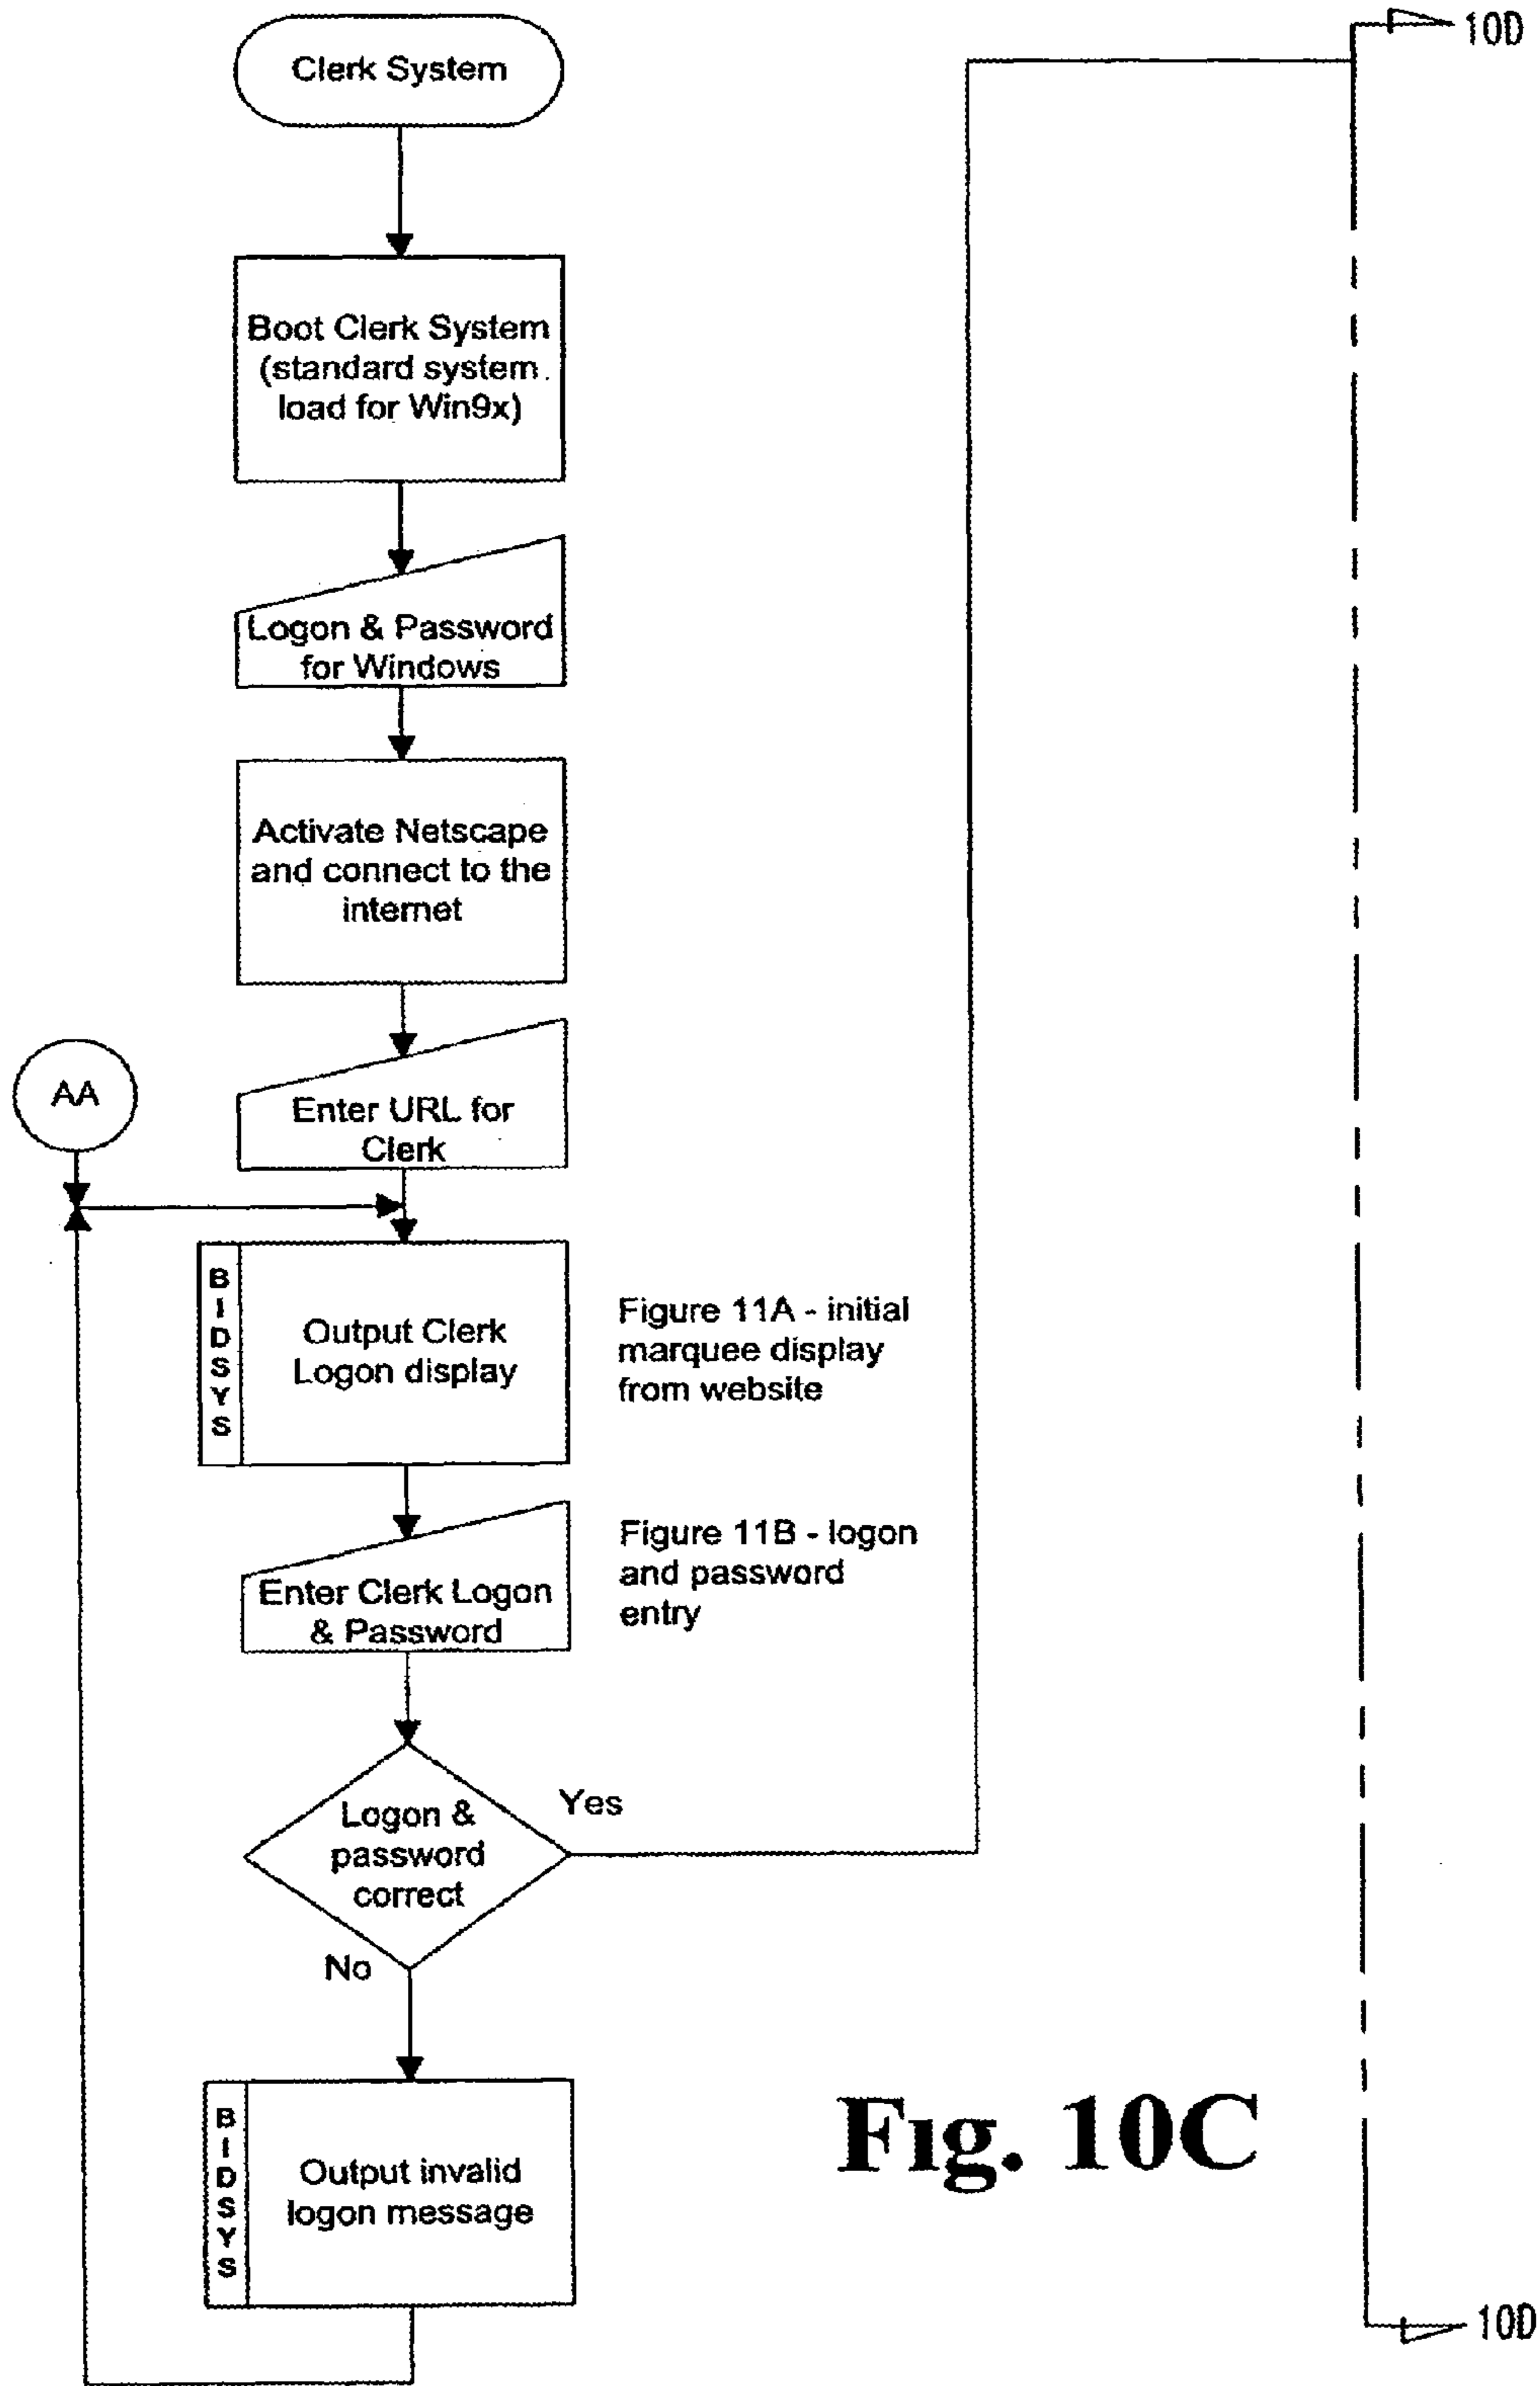 10D
Clerk System
Boot Clerk System
(standard system
load for Win9x)
Logon & Password
for Windows
Activate Netscape
and connect to the
internet
AA
Enter URL for
Clerk
BIDSYS
Output Clerk
Logon display
Figure 11A - initial
marquee display
from website
Enter Clerk Logon
& Password
Figure 11B - logon
and password
entry
Logon &
password
correct
Yes
No
BIDSYS
Output invalid
logon message
Fig. 10C
10D